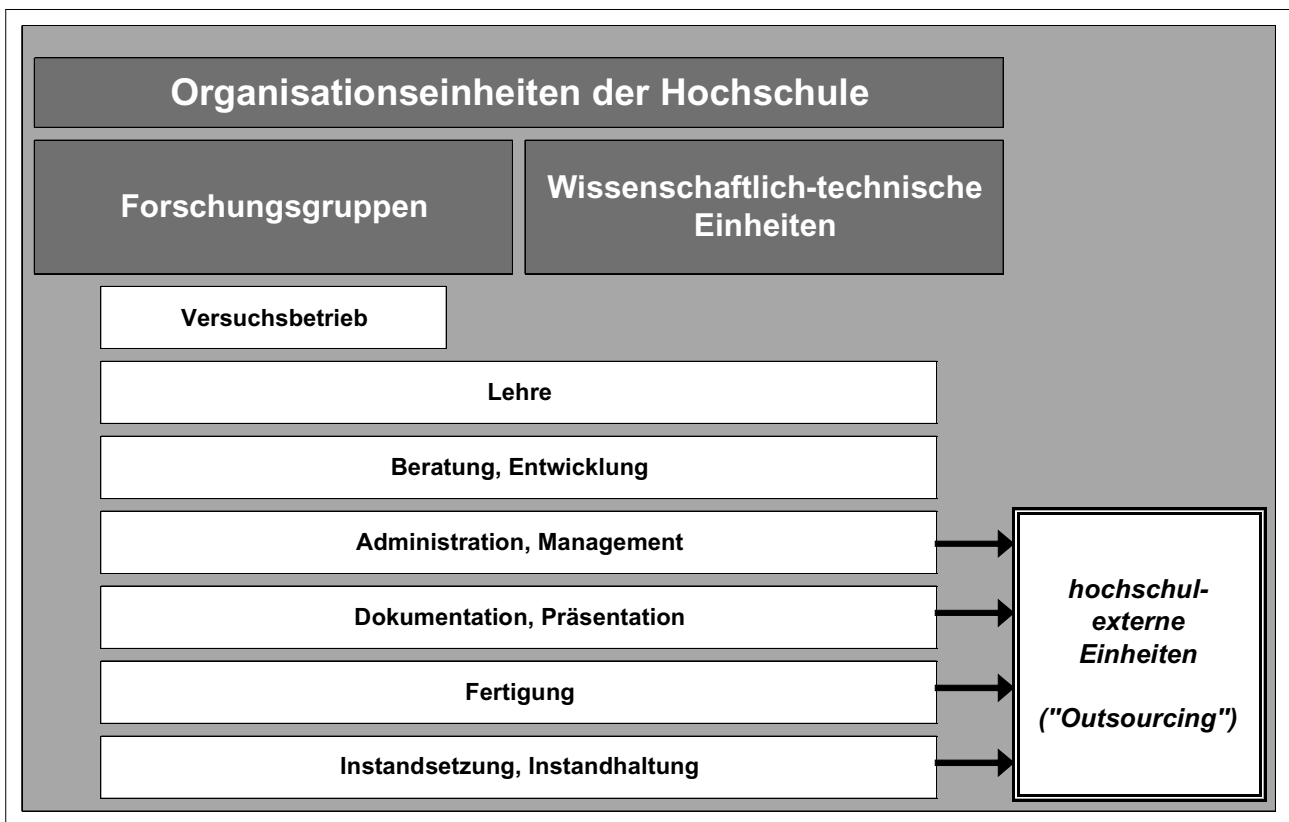 Organisationseinheiten der Hochschule
Forschungsgruppen
Wissenschaftlich-technische
Einheiten
Versuchsbetrieb
Lehre
Beratung, Entwicklung
Administration, Management
Dokumentation, Präsentation
Fertigung
Instandsetzung, Instandhaltung
hochschul-
externe
Einheiten
("Outsourcing")